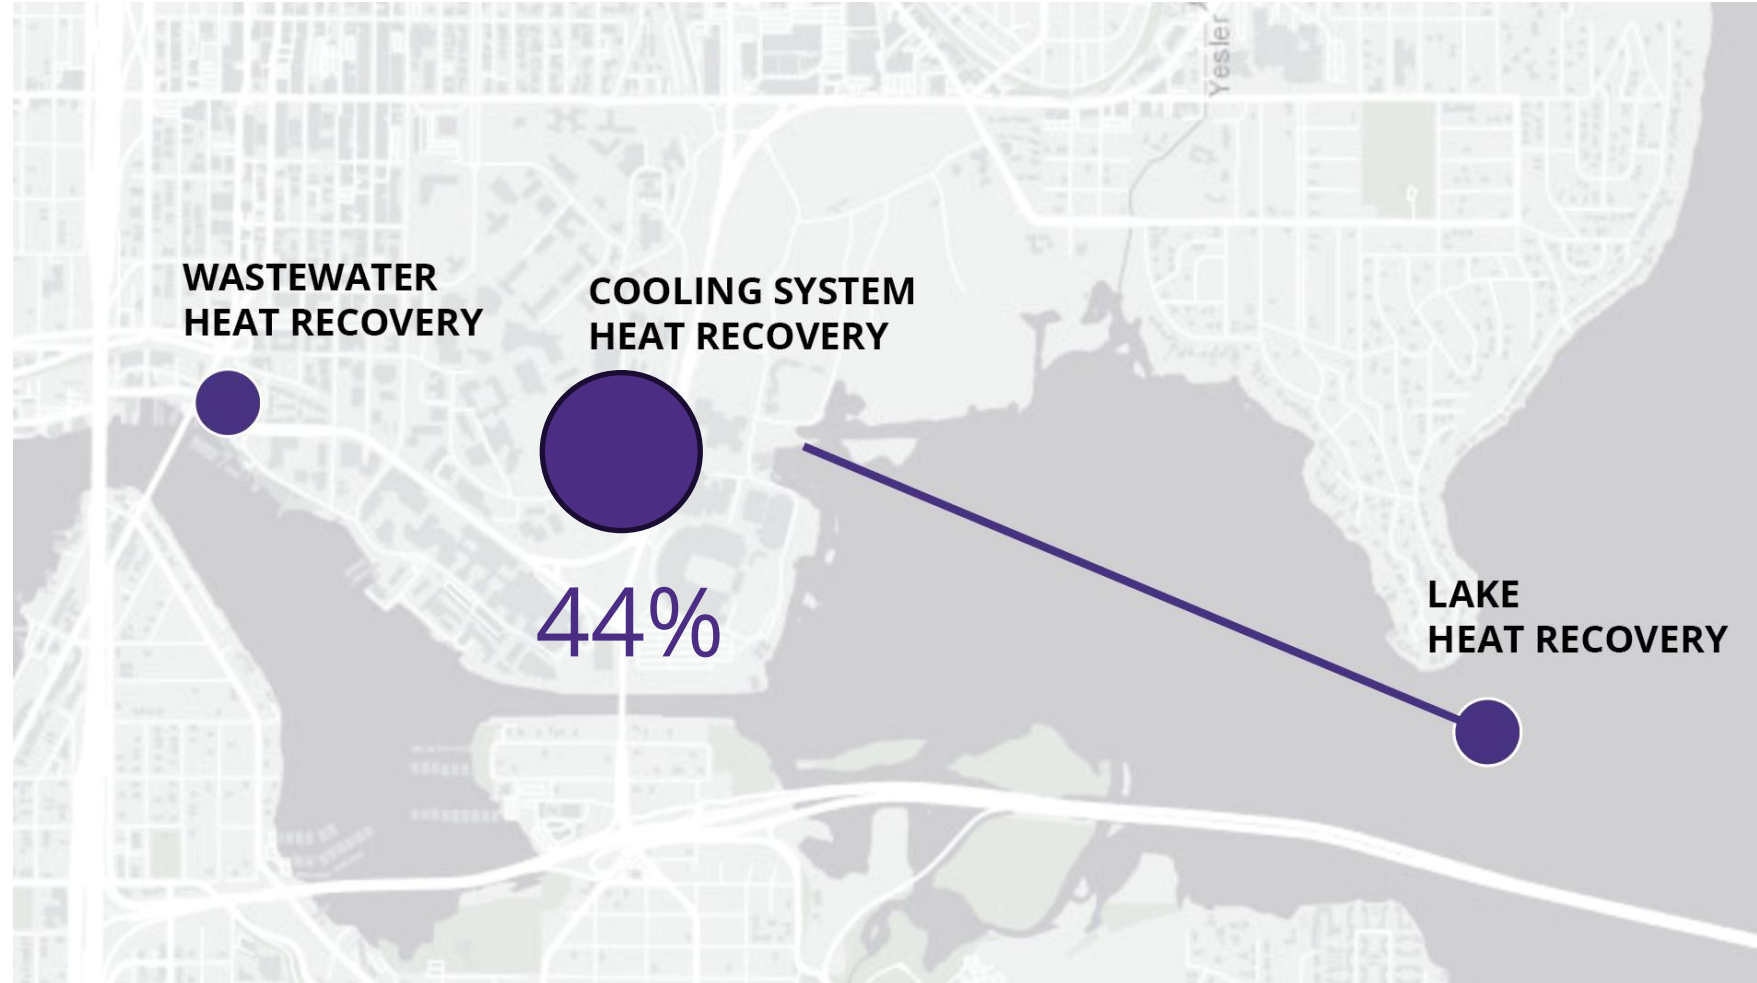 Yesler
WASTEWATER
HEAT RECOVERY
COOLING SYSTEM
HEAT RECOVERY
44%
LAKE
HEAT RECOVERY